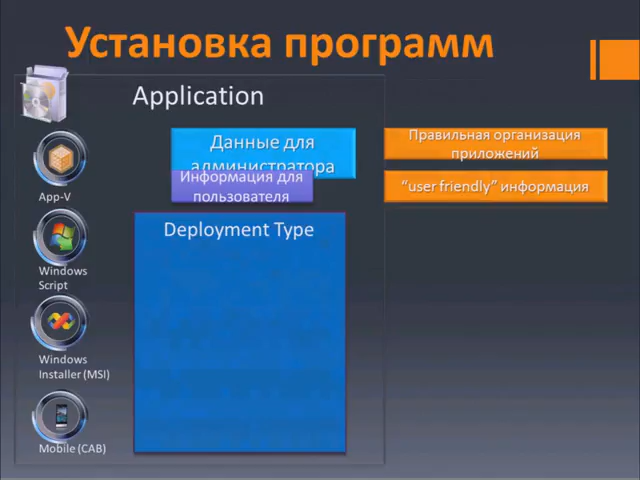 Установка программ
Application
Данные для
администратора
Информация для
пользователя
Правильная организация
приложений
“user friendly” информация
App-V
Windows
Script
Windows
Installer (MSI)
Mobile (CAB)
Deployment Type